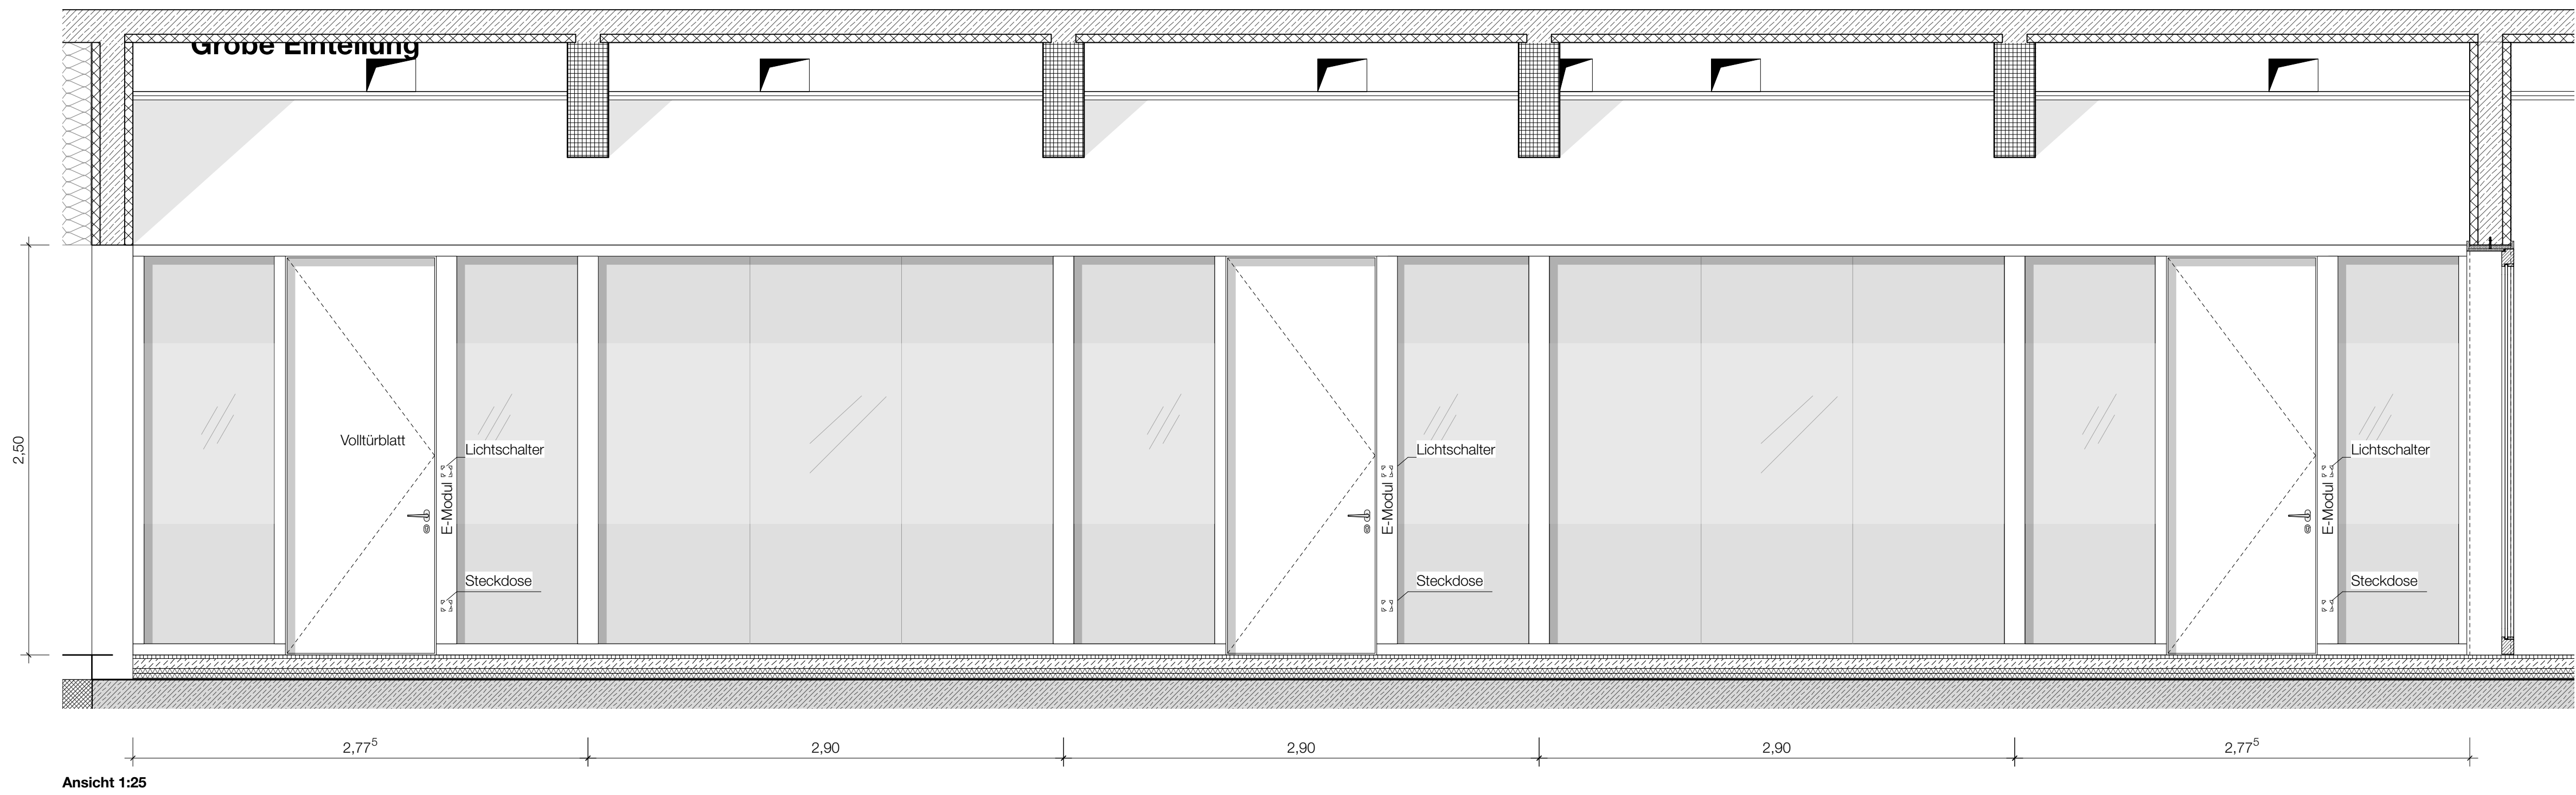 Grobe Einteilung
2,50
Volltürblatt
Lichtschalter
E-Modul
Steckdose
Lichtschalter
E-Modul
Steckdose
Lichtschalter
E-Modul
Steckdose
2,77⁵
2,90
2,90
2,90
2,77⁵
Ansicht 1:25